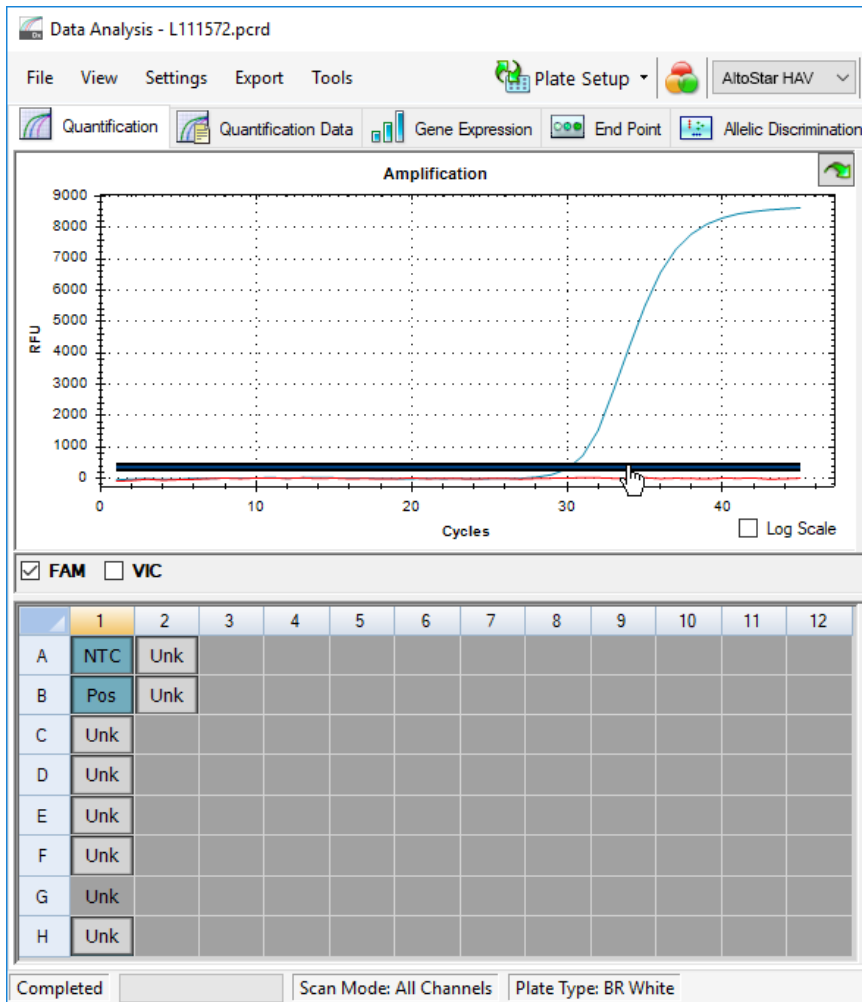 Data Analysis - L111572.pcrd
File View Settings Export Tools Plate Setup AltoStar HAV
Quantification Quantification Data Gene Expression End Point Allelic Discrimination
Amplification
9000
8000
7000
6000
5000
4000
3000
2000
1000
0
RFU
0 10 20 30 40
Cycles
Log Scale
FAM VIC
1 2 3 4 5 6 7 8 9 10 11 12
A NTC Unk
B Pos Unk
C Unk
D Unk
E Unk
F Unk
G Unk
H Unk
Completed Scan Mode: All Channels Plate Type: BR White